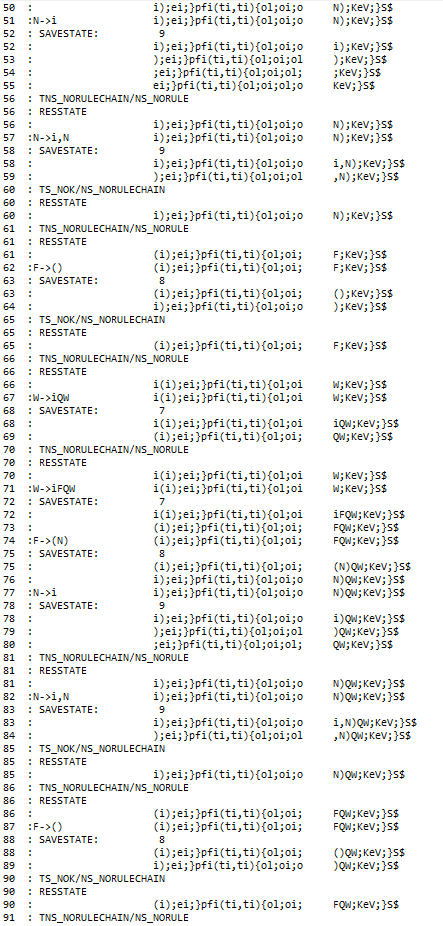 50  :                   i);ei;}pfi(ti,ti){ol;oi;o    N);KeV;}S$
51  :N->i               i);ei;}pfi(ti,ti){ol;oi;o    N);KeV;}S$
52  : SAVESTATE:         9
52  :                   i);ei;}pfi(ti,ti){ol;oi;o    i);KeV;}S$
53  :                   );ei;}pfi(ti,ti){ol;oi;ol    );KeV;}S$
54  :                   ;ei;}pfi(ti,ti){ol;oi;ol;    ;KeV;}S$
55  :                   ei;}pfi(ti,ti){ol;oi;ol;o    KeV;}S$
56  : TNS_NORULECHAIN/NS_NORULE
56  : RESSTATE
56  :                   i);ei;}pfi(ti,ti){ol;oi;o    N);KeV;}S$
57  :N->i,N             i);ei;}pfi(ti,ti){ol;oi;o    N);KeV;}S$
58  : SAVESTATE:         9
58  :                   i);ei;}pfi(ti,ti){ol;oi;o    i,N);KeV;}S$
59  :                   );ei;}pfi(ti,ti){ol;oi;ol    ,N);KeV;}S$
60  : TS_NOK/NS_NORULECHAIN
60  : RESSTATE
60  :                   i);ei;}pfi(ti,ti){ol;oi;o    N);KeV;}S$
61  : TNS_NORULECHAIN/NS_NORULE
61  : RESSTATE
61  :                   (i);ei;}pfi(ti,ti){ol;oi;    F;KeV;}S$
62  :F->()              (i);ei;}pfi(ti,ti){ol;oi;    F;KeV;}S$
63  : SAVESTATE:         8
63  :                   (i);ei;}pfi(ti,ti){ol;oi;    ();KeV;}S$
64  :                   i);ei;}pfi(ti,ti){ol;oi;o    );KeV;}S$
65  : TS_NOK/NS_NORULECHAIN
65  : RESSTATE
65  :                   (i);ei;}pfi(ti,ti){ol;oi;    F;KeV;}S$
66  : TNS_NORULECHAIN/NS_NORULE
66  : RESSTATE
66  :                   i(i);ei;}pfi(ti,ti){ol;oi    W;KeV;}S$
67  :W->iQW             i(i);ei;}pfi(ti,ti){ol;oi    W;KeV;}S$
68  : SAVESTATE:         7
68  :                   i(i);ei;}pfi(ti,ti){ol;oi    iQW;KeV;}S$
69  :                   (i);ei;}pfi(ti,ti){ol;oi;    QW;KeV;}S$
70  : TNS_NORULECHAIN/NS_NORULE
70  : RESSTATE
70  :                   i(i);ei;}pfi(ti,ti){ol;oi    W;KeV;}S$
71  :W->iFQW            i(i);ei;}pfi(ti,ti){ol;oi    W;KeV;}S$
72  : SAVESTATE:         7
72  :                   i(i);ei;}pfi(ti,ti){ol;oi    iFQW;KeV;}S$
73  :                   (i);ei;}pfi(ti,ti){ol;oi;    FQW;KeV;}S$
74  :F->(N)             (i);ei;}pfi(ti,ti){ol;oi;    FQW;KeV;}S$
75  : SAVESTATE:         8
75  :                   (i);ei;}pfi(ti,ti){ol;oi;    (N)QW;KeV;}S$
76  :                   i);ei;}pfi(ti,ti){ol;oi;o    N)QW;KeV;}S$
77  :N->i               i);ei;}pfi(ti,ti){ol;oi;o    N)QW;KeV;}S$
78  : SAVESTATE:         9
78  :                   i);ei;}pfi(ti,ti){ol;oi;o    i)QW;KeV;}S$
79  :                   );ei;}pfi(ti,ti){ol;oi;ol    )QW;KeV;}S$
80  :                   ;ei;}pfi(ti,ti){ol;oi;ol;    QW;KeV;}S$
81  : TNS_NORULECHAIN/NS_NORULE
81  : RESSTATE
81  :                   i);ei;}pfi(ti,ti){ol;oi;o    N)QW;KeV;}S$
82  :N->i,N             i);ei;}pfi(ti,ti){ol;oi;o    N)QW;KeV;}S$
83  : SAVESTATE:         9
83  :                   i);ei;}pfi(ti,ti){ol;oi;o    i,N)QW;KeV;}S$
84  :                   );ei;}pfi(ti,ti){ol;oi;ol    ,N)QW;KeV;}S$
85  : TS_NOK/NS_NORULECHAIN
85  : RESSTATE
85  :                   i);ei;}pfi(ti,ti){ol;oi;o    N)QW;KeV;}S$
86  : TNS_NORULECHAIN/NS_NORULE
86  : RESSTATE
86  :                   (i);ei;}pfi(ti,ti){ol;oi;    FQW;KeV;}S$
87  :F->()              (i);ei;}pfi(ti,ti){ol;oi;    FQW;KeV;}S$
88  : SAVESTATE:         8
88  :                   (i);ei;}pfi(ti,ti){ol;oi;    ()QW;KeV;}S$
89  :                   i);ei;}pfi(ti,ti){ol;oi;o    )QW;KeV;}S$
90  : TS_NOK/NS_NORULECHAIN
90  : RESSTATE
90  :                   (i);ei;}pfi(ti,ti){ol;oi;    FQW;KeV;}S$
91  : TNS_NORULECHAIN/NS_NORULE